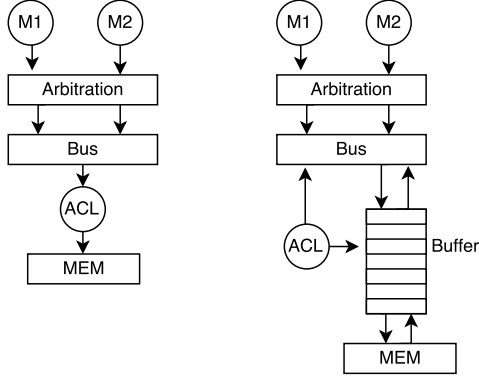 M1
M2
Arbitration
Bus
ACL
MEM
M1
M2
Arbitration
Bus
ACL
Buffer
MEM